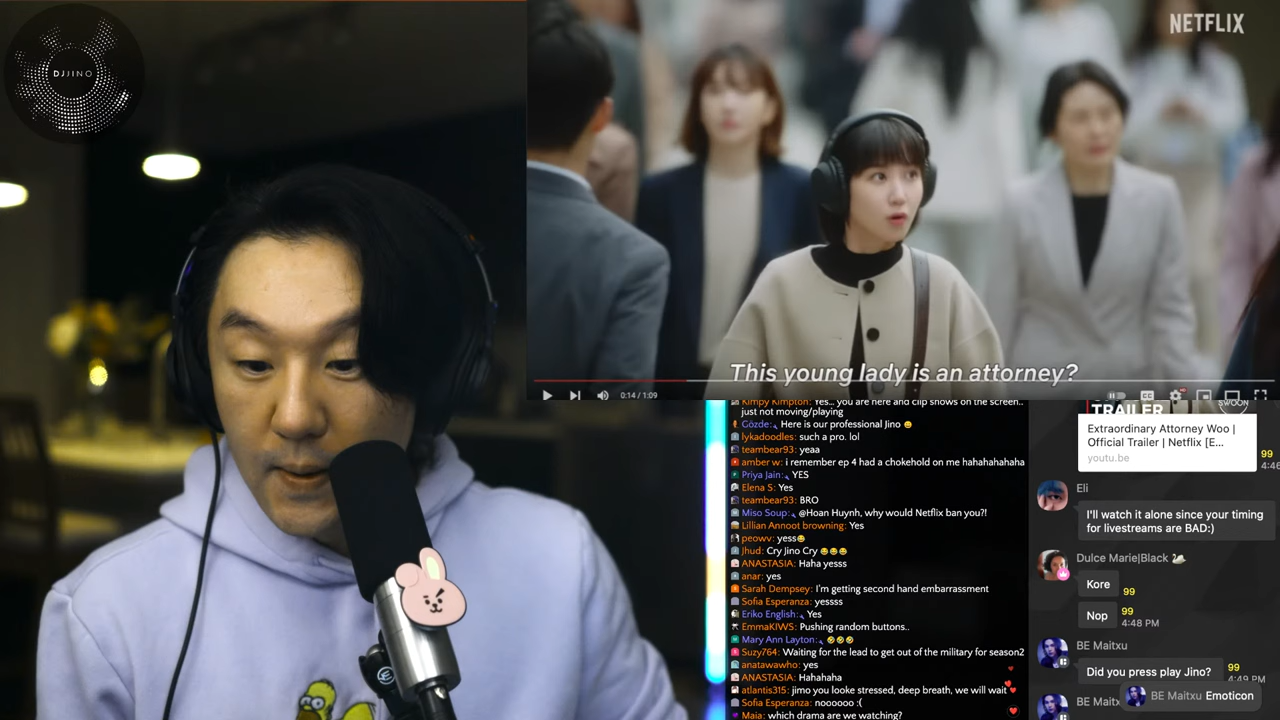 DJJINO
NETFLIX
This young lady is an attorney?
0:14 / 1:09
Kimpy Kimpton: Yes.. you are here and clip shows on the screen..
just not moving/playing
Gözde: Here is our professional Jino
lykadoodles: such a pro. lol
teambear93: yeaa
amber w: i remember ep 4 had a chokehold on me hahahahahaha
Priya Jain: YES
Elena S: Yes
teambear93: BRO
Miso Soup: @Hoan Huynh, why would Netflix ban you?!
Lillian Annoot browning: Yes
peowv: yess😂
Jhud: Cry Jino Cry 😂😂😂
ANASTASIA: Haha yesss
anar: yes
Sarah Dempsey: I'm getting second hand embarrassment
Sofia Esperanza: yessss
Eriko English: Yes
EmmaKIWS: Pushing random buttons..
Mary Ann Layton: 🤣🤣🤣
Suzy764: Waiting for the lead to get out of the military for season2
anatawawho: yes
ANASTASIA: Hahahaha
atlantis315: jimo you looke stressed, deep breath, we will wait
Sofia Esperanza: noooooo :(
Maia: which drama are we watching?
TRAILER
SWOON
Extraordinary Attorney Woo |
Official Trailer | Netflix [E...
youtu.be
99
4:46
Eli
I'll watch it alone since your timing
for livestreams are BAD:)
Dulce Marie|Black 🦢
Kore
99
Nop
99
4:48 PM
BE Maitxu
Did you press play Jino?
99
4:49 PM
BE Maitxu
BE Maitxu Emoticon